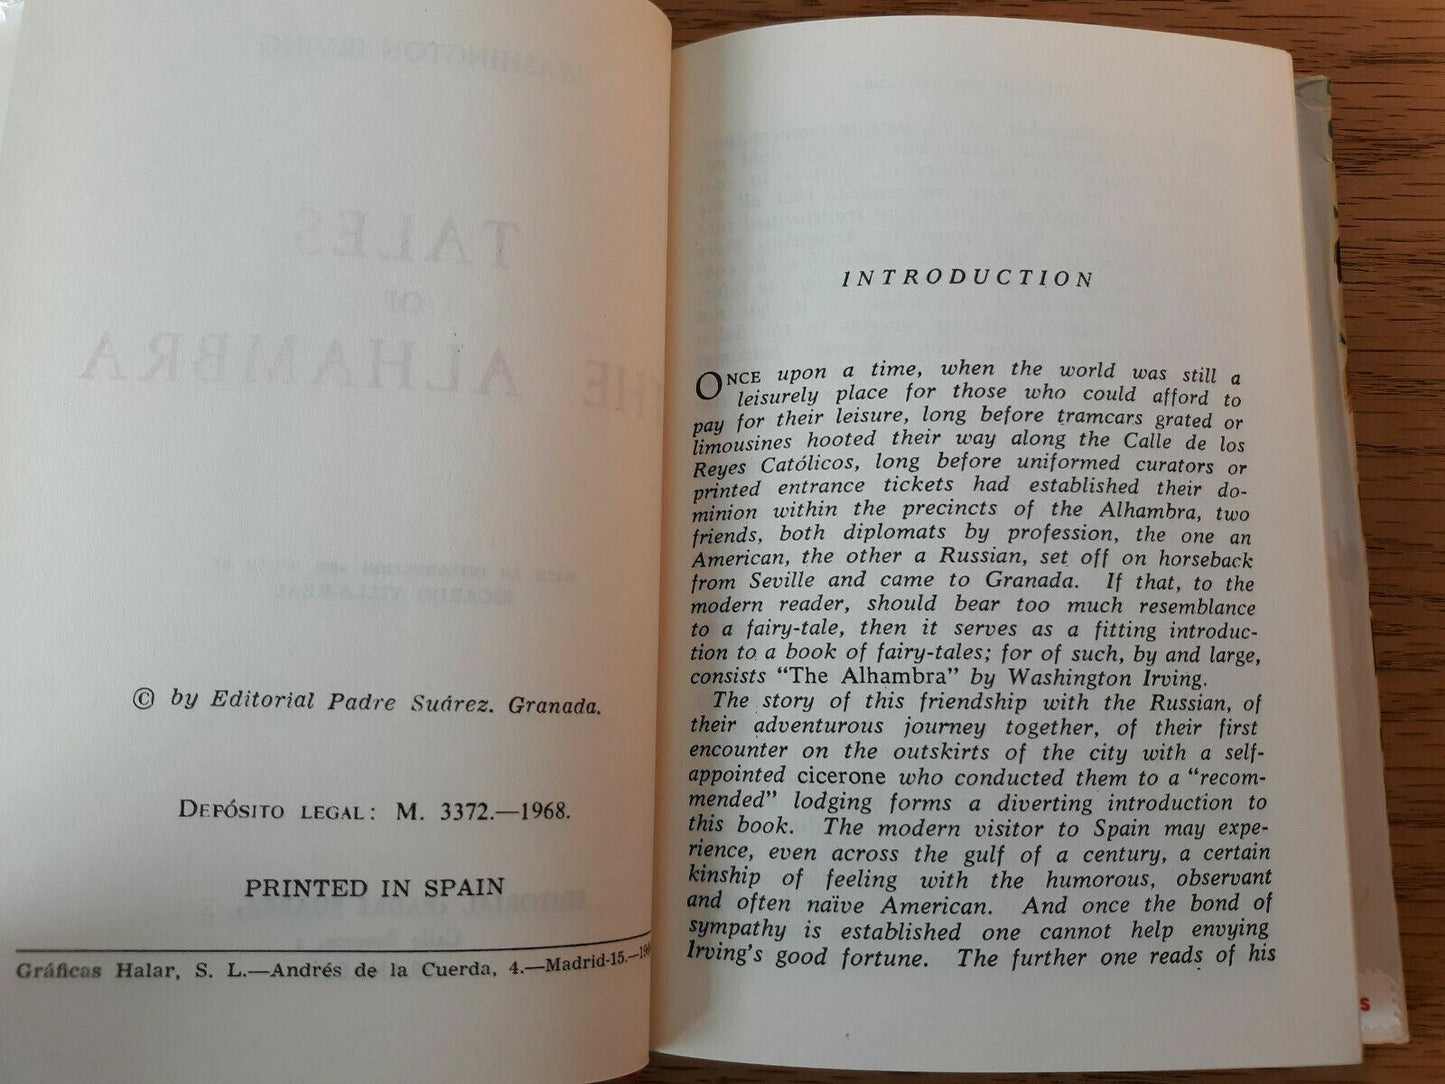 © by Editorial Padre Suárez. Granada.
DEPÓSITO LEGAL: M. 3372.—1968.
PRINTED IN SPAIN
Gráficas Halar, S. L.—Andrés de la Cuerda, 4.—Madrid-15.—196
INTRODUCTION
ONCE upon a time, when the world was still a
leisurely place for those who could afford to
pay for their leisure, long before tramcars grated or
limousines hooted their way along the Calle de los
Reyes Católicos, long before uniformed curators or
printed entrance tickets had established their do-
minion within the precincts of the Alhambra, two
friends, both diplomats by profession, the one an
American, the other a Russian, set off on horseback
from Seville and came to Granada. If that, to the
modern reader, should bear too much resemblance
to a fairy-tale, then it serves as a fitting introduc-
tion to a book of fairy-tales; for of such, by and large,
consists "The Alhambra" by Washington Irving.
The story of this friendship with the Russian, of
their adventurous journey together, of their first
encounter on the outskirts of the city with a self-
appointed cicerone who conducted them to a "recom-
mended" lodging forms a diverting introduction to
this book. The modern visitor to Spain may expe-
rience, even across the gulf of a century, a certain
kinship of feeling with the humorous, observant
and often naïve American. And once the bond of
sympathy is established one cannot help envying
Irving's good fortune. The further one reads of his
S